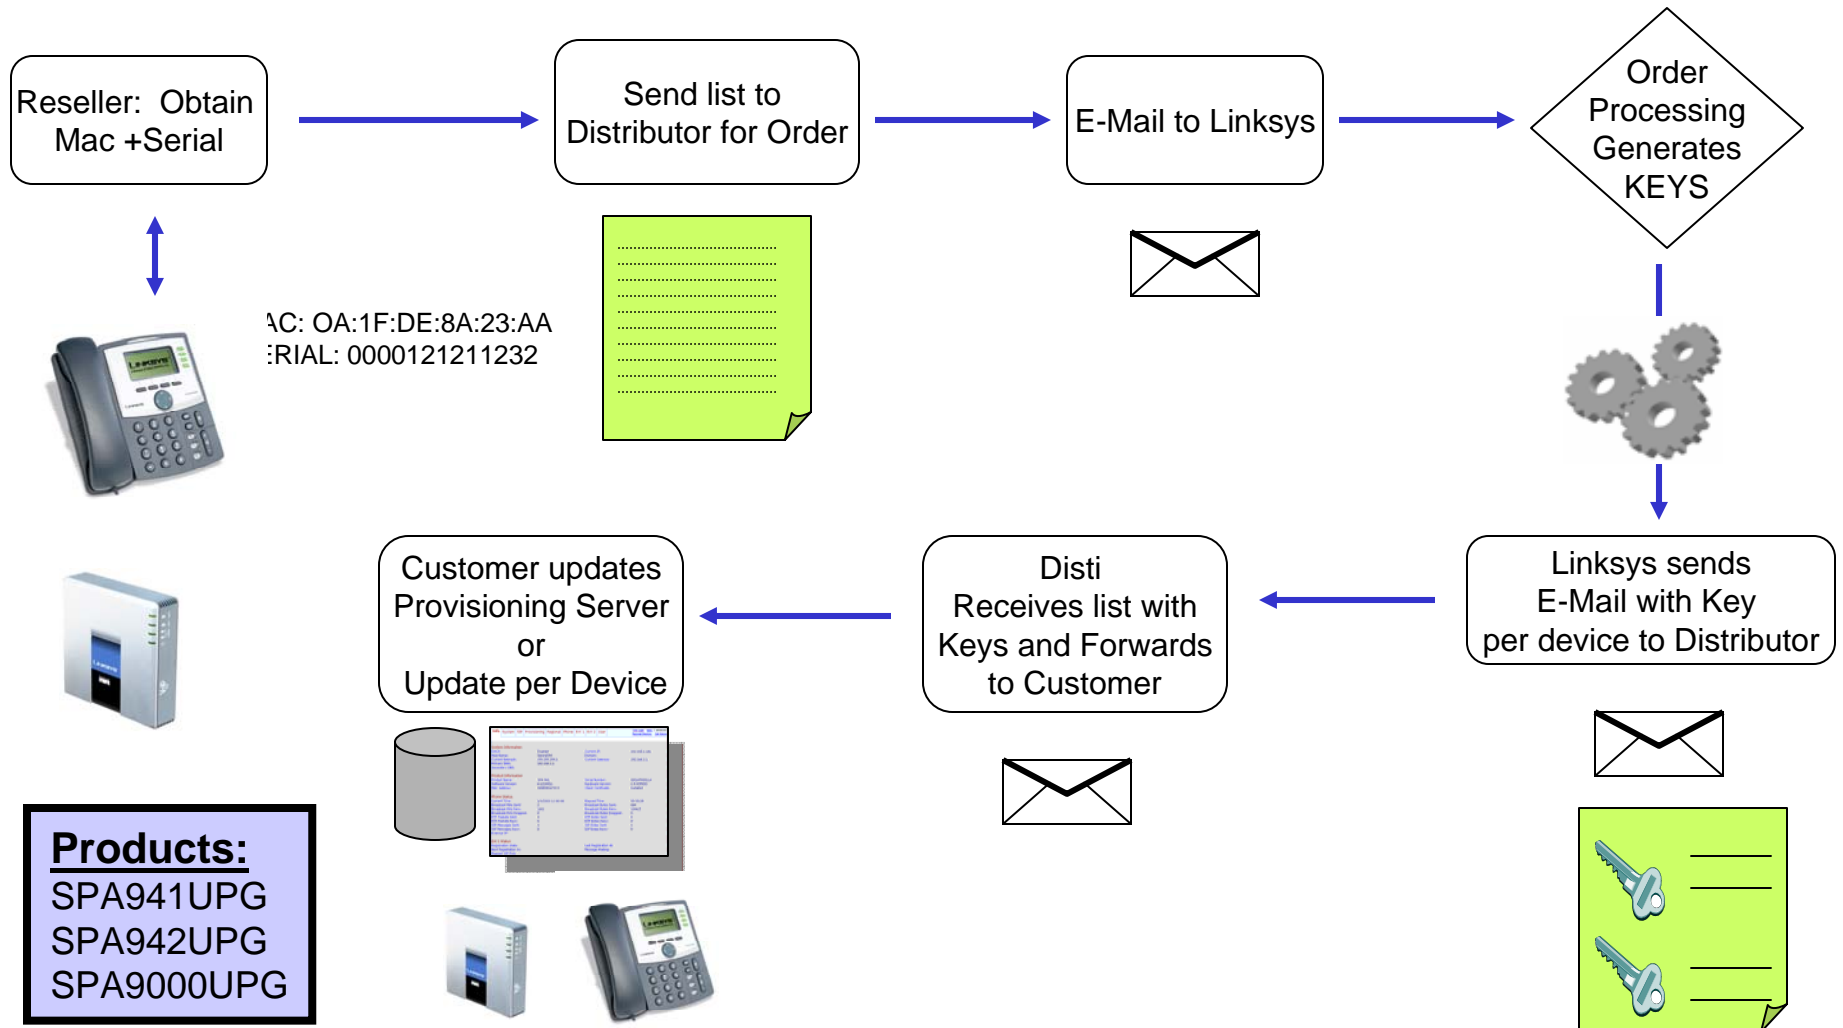 Reseller:  Obtain
Mac +Serial
Send list to
Distributor for Order
E-Mail to Linksys
Order
Processing
Generates
KEYS
AC: OA:1F:DE:8A:23:AA
ERIAL: 0000121211232
Customer updates
Provisioning Server
or
Update per Device
Disti
Receives list with
Keys and Forwards
to Customer
Linksys sends
E-Mail with Key
per device to Distributor
Products:
SPA941UPG
SPA942UPG
SPA9000UPG